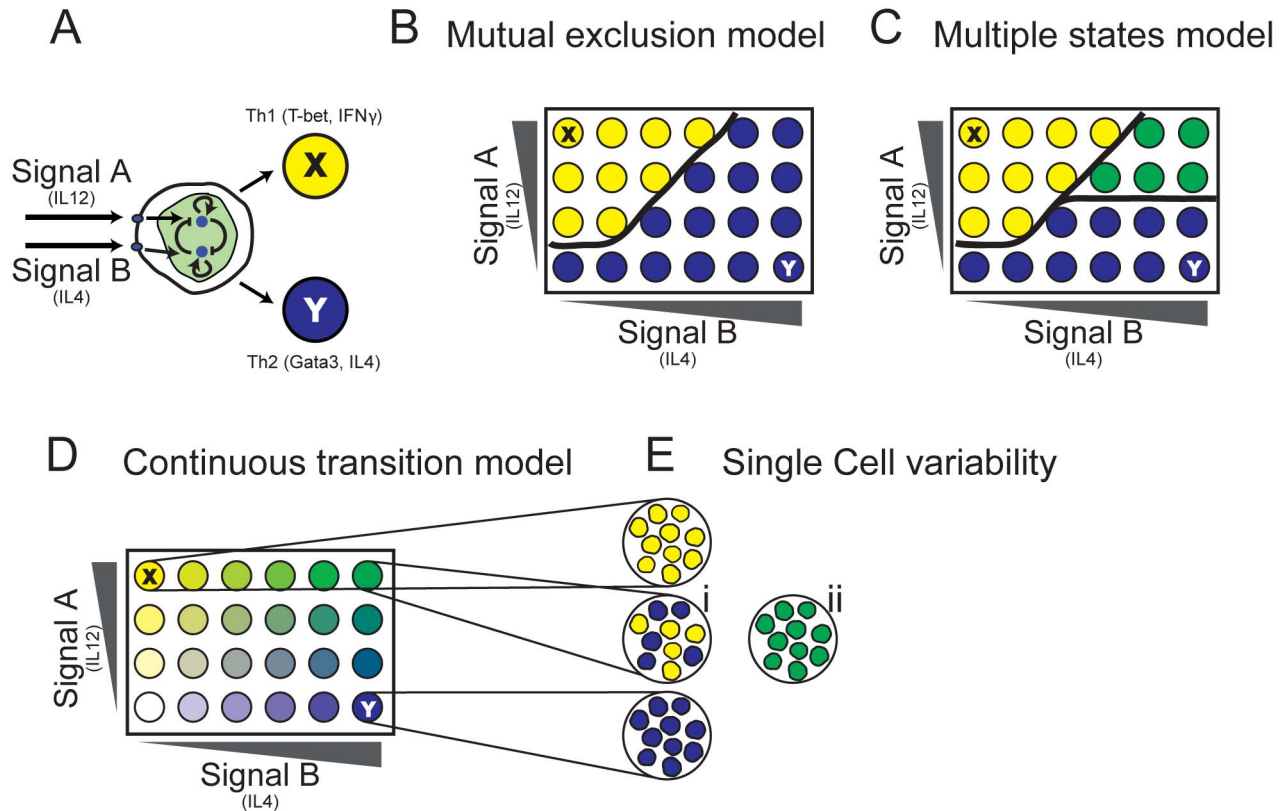 A
Th1 (T-bet, IFNγ)
X
Signal A
(IL12)
Signal B
(IL4)
Y
Th2 (Gata3, IL4)
B Mutual exclusion model
Signal A
(IL12)
X
Y
Signal B
(IL4)
C Multiple states model
Signal A
(IL12)
X
Y
Signal B
(IL4)
D Continuous transition model
Signal A
(IL12)
X
Y
Signal B
(IL4)
E Single Cell variability
i
ii